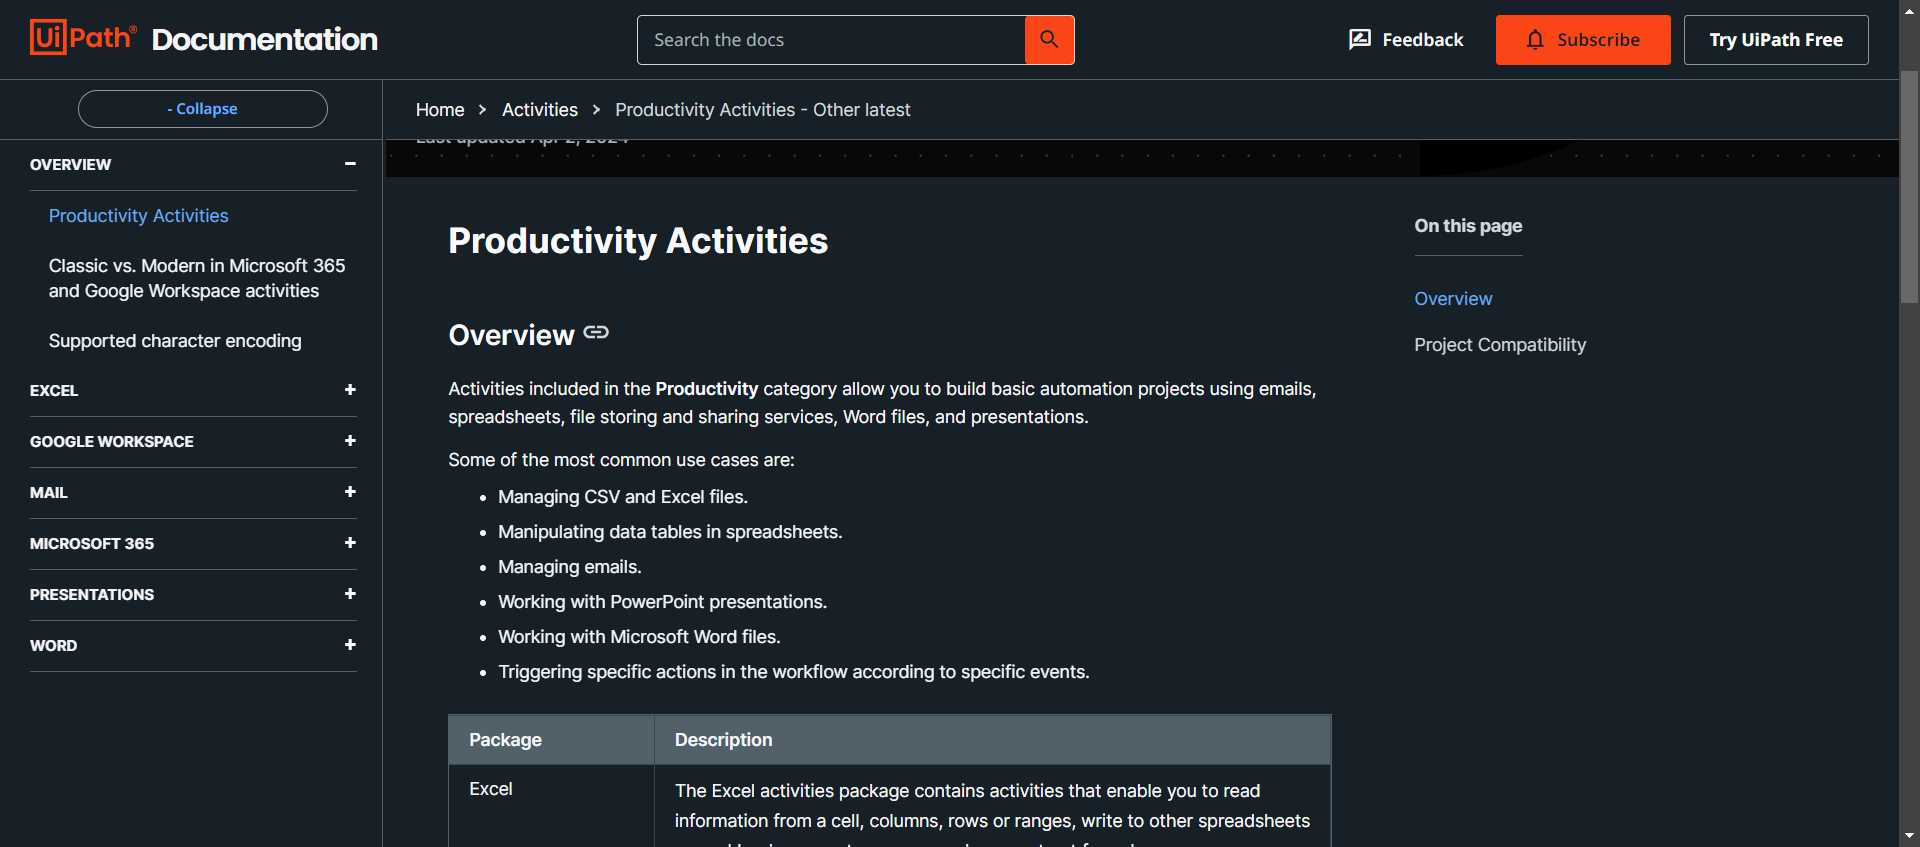 UiPath® Documentation
Search the docs
Feedback
Subscribe
Try UiPath Free
- Collapse
Home > Activities > Productivity Activities - Other latest
OVERVIEW −
Productivity Activities
Classic vs. Modern in Microsoft 365
and Google Workspace activities
Supported character encoding
EXCEL +
GOOGLE WORKSPACE +
MAIL +
MICROSOFT 365 +
PRESENTATIONS +
WORD +
Last updated Apr 2, 2024
Productivity Activities
Overview
Activities included in the Productivity category allow you to build basic automation projects using emails,
spreadsheets, file storing and sharing services, Word files, and presentations.
Some of the most common use cases are:
• Managing CSV and Excel files.
• Manipulating data tables in spreadsheets.
• Managing emails.
• Working with PowerPoint presentations.
• Working with Microsoft Word files.
• Triggering specific actions in the workflow according to specific events.
Package Description
Excel The Excel activities package contains activities that enable you to read
information from a cell, columns, rows or ranges, write to other spreadsheets
On this page
Overview
Project Compatibility